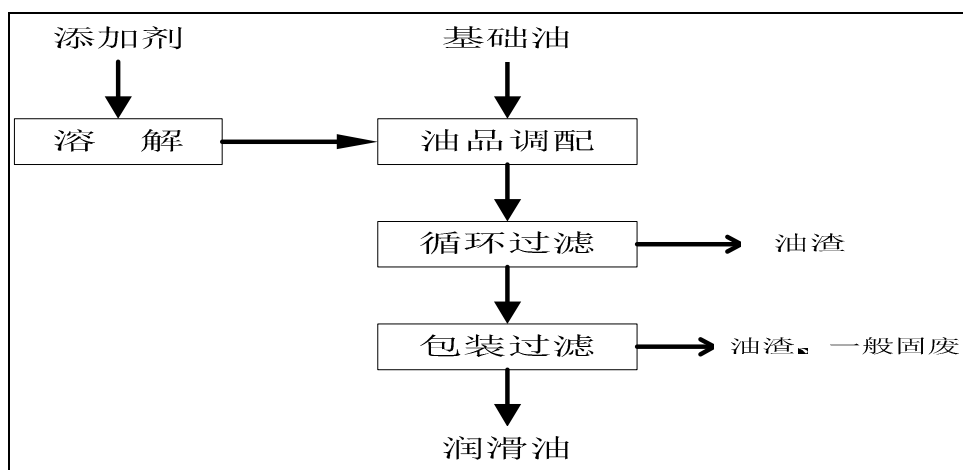 添加剂
基础油
溶 解
油品调配
循环过滤
油渣
包装过滤
油渣、一般固废
润滑油